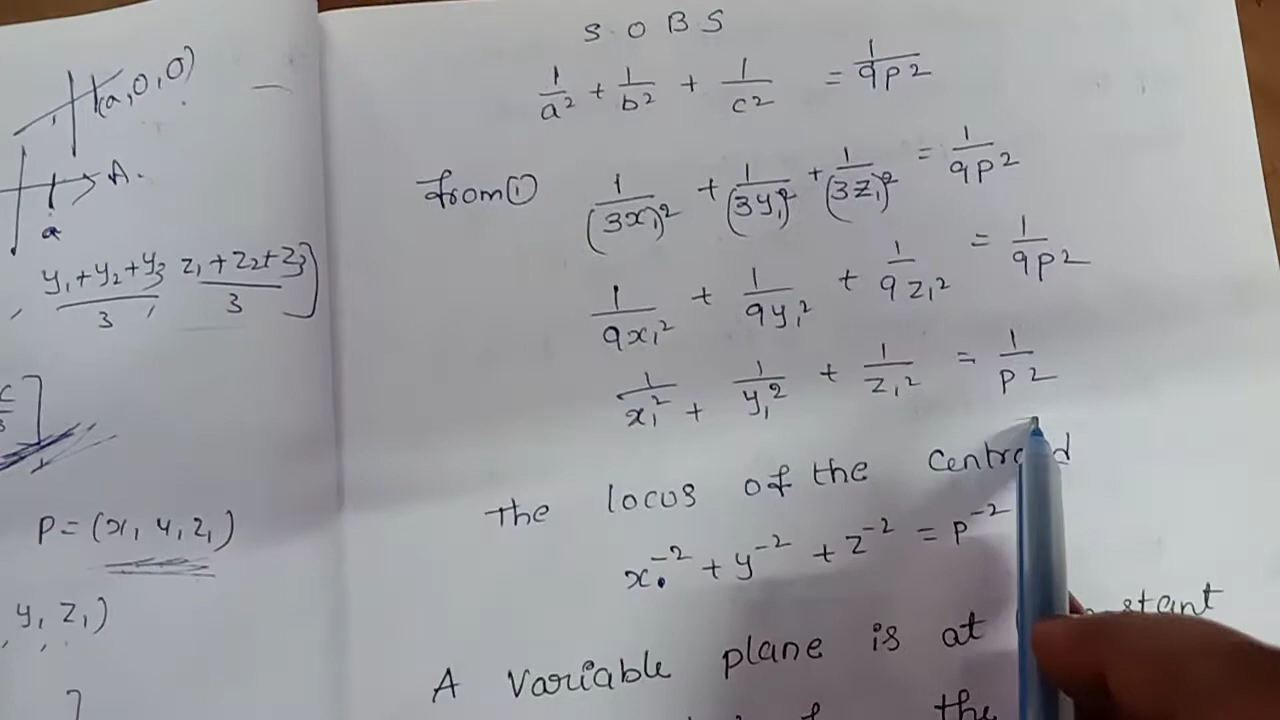 (a, 0, 0)
A.
a
, y₁+y₂+y₃/3 , z₁+z₂+z₃/3 ]
P = (x₁ y₁ z₁)
y₁ z₁)
S. O B S
1/a² + 1/b² + 1/c² = 1/9p²
from ① 1/(3x₁)² + 1/(3y₁)² + 1/(3z₁)² = 1/9p²
1/9x₁² + 1/9y₁² + 1/9z₁² = 1/9p²
1/x₁² + 1/y₁² + 1/z₁² = 1/p²
The locus of the
x⁻² + y⁻² + z⁻² = p⁻²
A variable plane is at
the